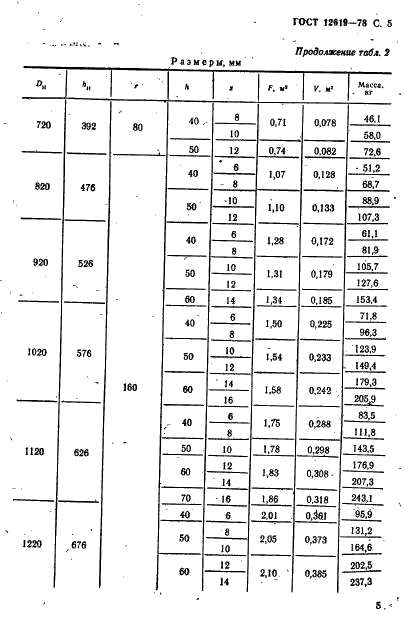 ГОСТ 12619—78 С. 5
Продолжение табл. 2
Размеры, мм
Dн hн r h s F, м² V, м³ Масса, кг
720 392 80 40 8 0,71 0,078 46,1
10 58,0
50 12 0,74 0,082 72,6
820 476 160 40 6 1,07 0,128 51,2
8 68,7
50 10 1,10 0,133 88,9
12 107,3
920 526 40 6 1,28 0,172 61,1
8 81,9
50 10 1,31 0,179 105,7
12 127,6
60 14 1,34 0,185 153,4
1020 576 40 6 1,50 0,225 71,8
8 96,3
50 10 1,54 0,233 123,9
12 149,4
60 14 1,58 0,242 179,3
16 205,9
1120 626 40 6 1,75 0,288 83,5
8 111,8
50 10 1,78 0,298 143,5
60 12 1,83 0,308 176,9
14 207,3
70 16 1,86 0,318 243,1
1220 676 40 6 2,01 0,361 95,9
50 8 2,05 0,373 131,2
10 164,6
60 12 2,10 0,385 202,5
14 237,3
5